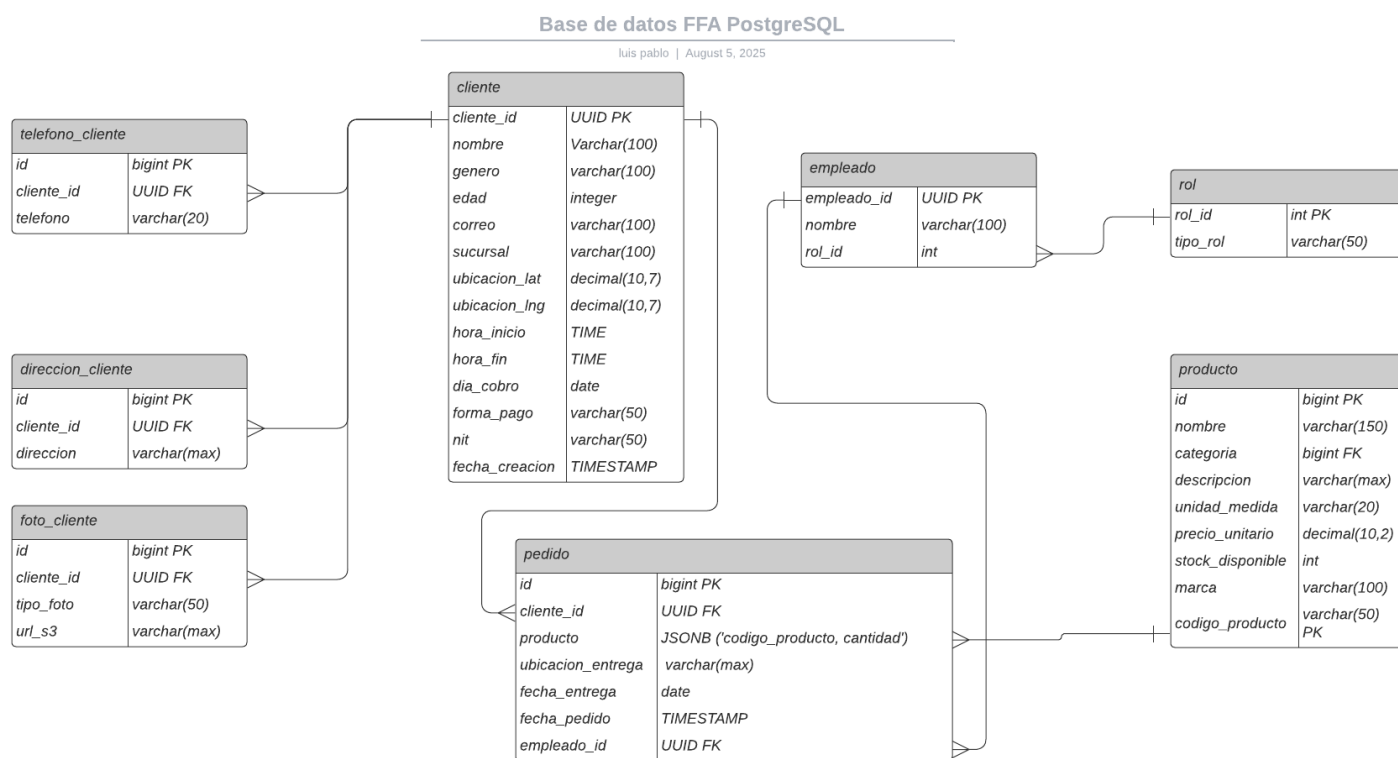 Base de datos FFA PostgreSQL
luis pablo | August 5, 2025
telefono_cliente
id bigint PK
cliente_id UUID FK
telefono varchar(20)
direccion_cliente
id bigint PK
cliente_id UUID FK
direccion varchar(max)
foto_cliente
id bigint PK
cliente_id UUID FK
tipo_foto varchar(50)
url_s3 varchar(max)
cliente
cliente_id UUID PK
nombre Varchar(100)
genero varchar(100)
edad integer
correo varchar(100)
sucursal varchar(100)
ubicacion_lat decimal(10,7)
ubicacion_lng decimal(10,7)
hora_inicio TIME
hora_fin TIME
dia_cobro date
forma_pago varchar(50)
nit varchar(50)
fecha_creacion TIMESTAMP
pedido
id bigint PK
cliente_id UUID FK
producto JSONB ('codigo_producto, cantidad')
ubicacion_entrega varchar(max)
fecha_entrega date
fecha_pedido TIMESTAMP
empleado_id UUID FK
empleado
empleado_id UUID PK
nombre varchar(100)
rol_id int
rol
rol_id int PK
tipo_rol varchar(50)
producto
id bigint PK
nombre varchar(150)
categoria bigint FK
descripcion varchar(max)
unidad_medida varchar(20)
precio_unitario decimal(10,2)
stock_disponible int
marca varchar(100)
codigo_producto varchar(50)
PK